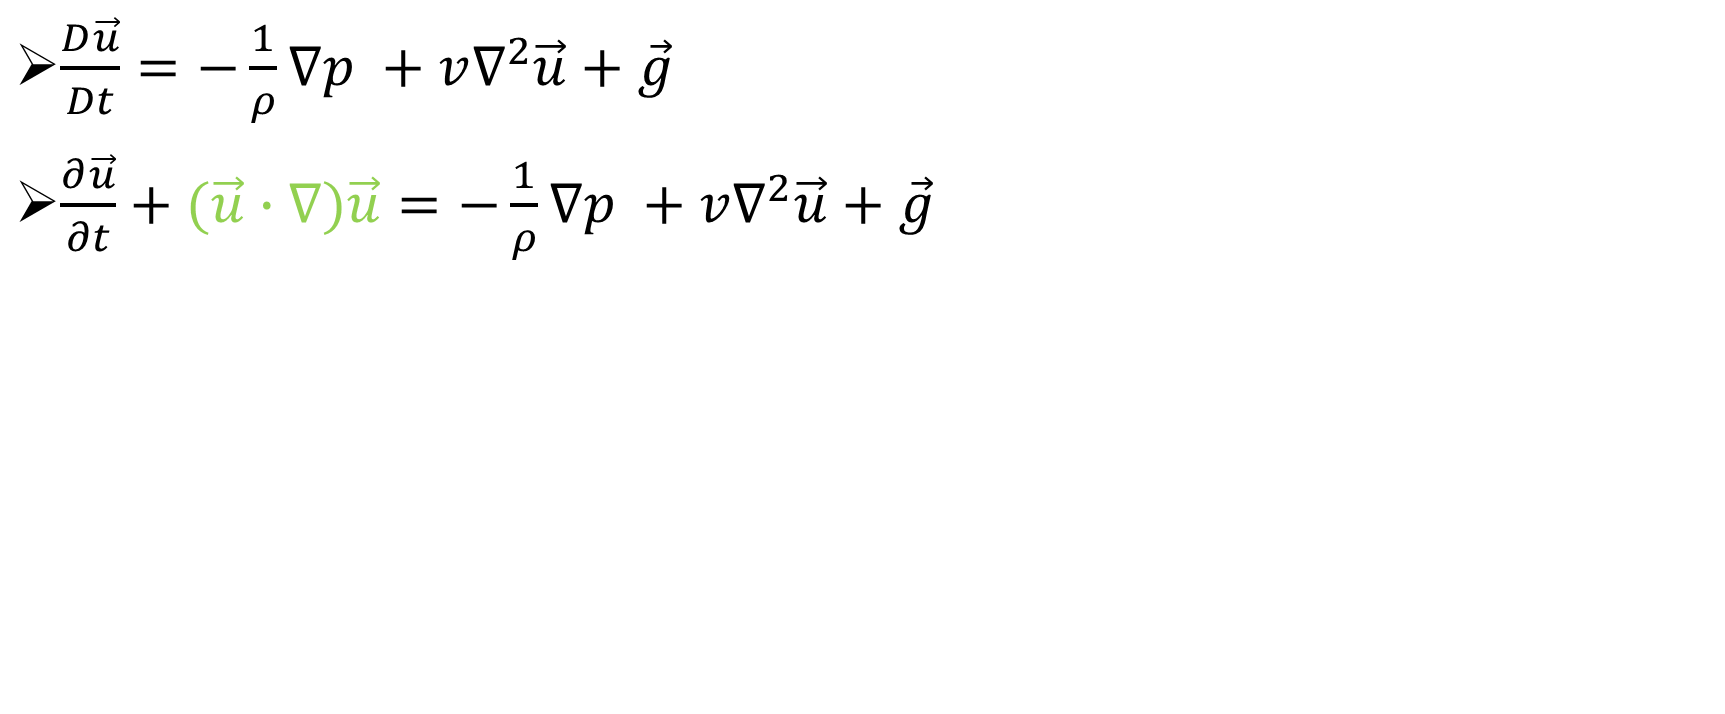 ➢ Du⃗/Dt = − 1/ρ ∇p + v∇²u⃗ + g⃗
➢ ∂u⃗/∂t + (u⃗ · ∇)u⃗ = − 1/ρ ∇p + v∇²u⃗ + g⃗